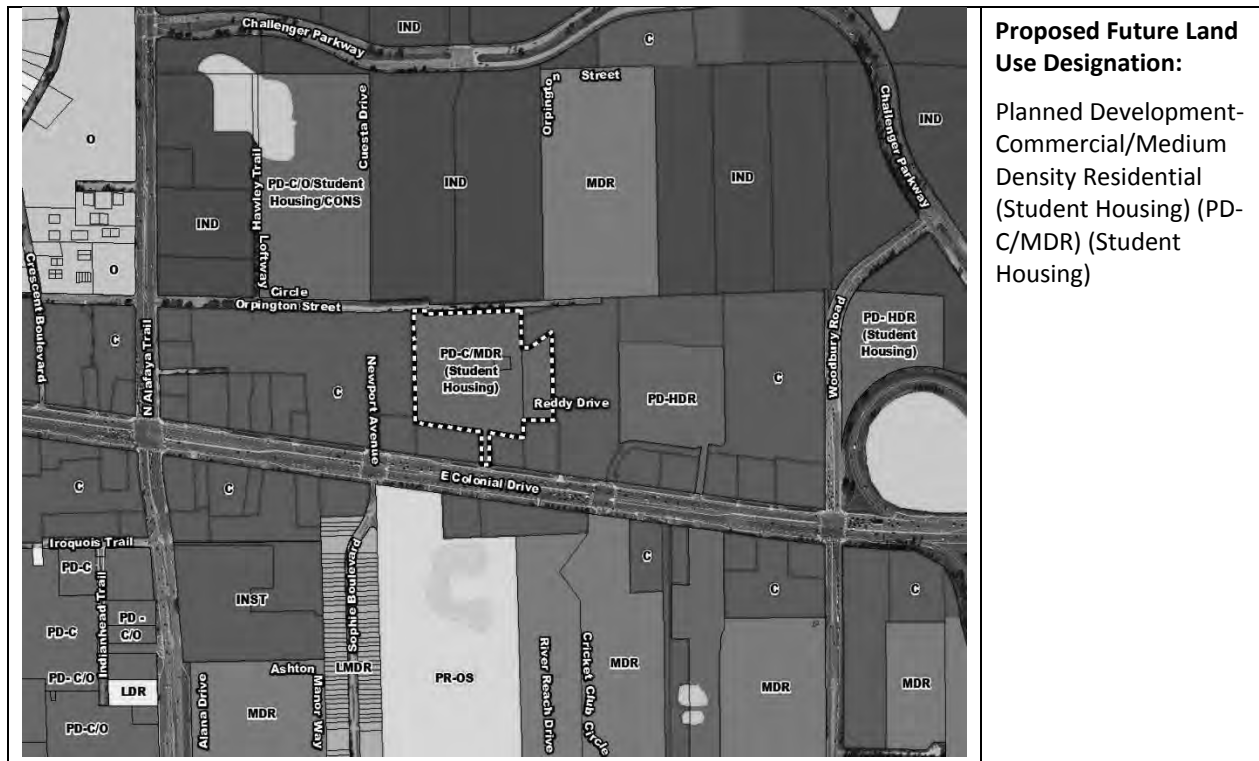 Challenger Parkway
IND
C
Proposed Future Land
Use Designation:
Planned Development-
Commercial/Medium
Density Residential
(Student Housing) (PD-
C/MDR) (Student
Housing)
n Street
Orpingto
Cuesta Drive
Challenger Parkway
IND
O
Hawley Trail
PD-C/O/Student
Housing/CONS
IND
MDR
IND
IND
Loftway
O
Crescent Boulevard
Circle
Orpington Street
N Alafaya Trail
Woodbury Road
PD- HDR
(Student
Housing)
C
C
Newport Avenue
PD-C/MDR
(Student
Housing)
Reddy Drive
PD-HDR
C
E Colonial Drive
C
C
Iroquois Trail
PD-C
Indianhead Trail
INST
Sophie Boulevard
C
C
C
PD -
C/O
PD-C
Ashton
Manor Way
LMDR
PR-OS
River Reach Drive
Cricket Club Circle
MDR
PD- C/O
LDR
Alana Drive
MDR
MDR
MDR
PD-C/O